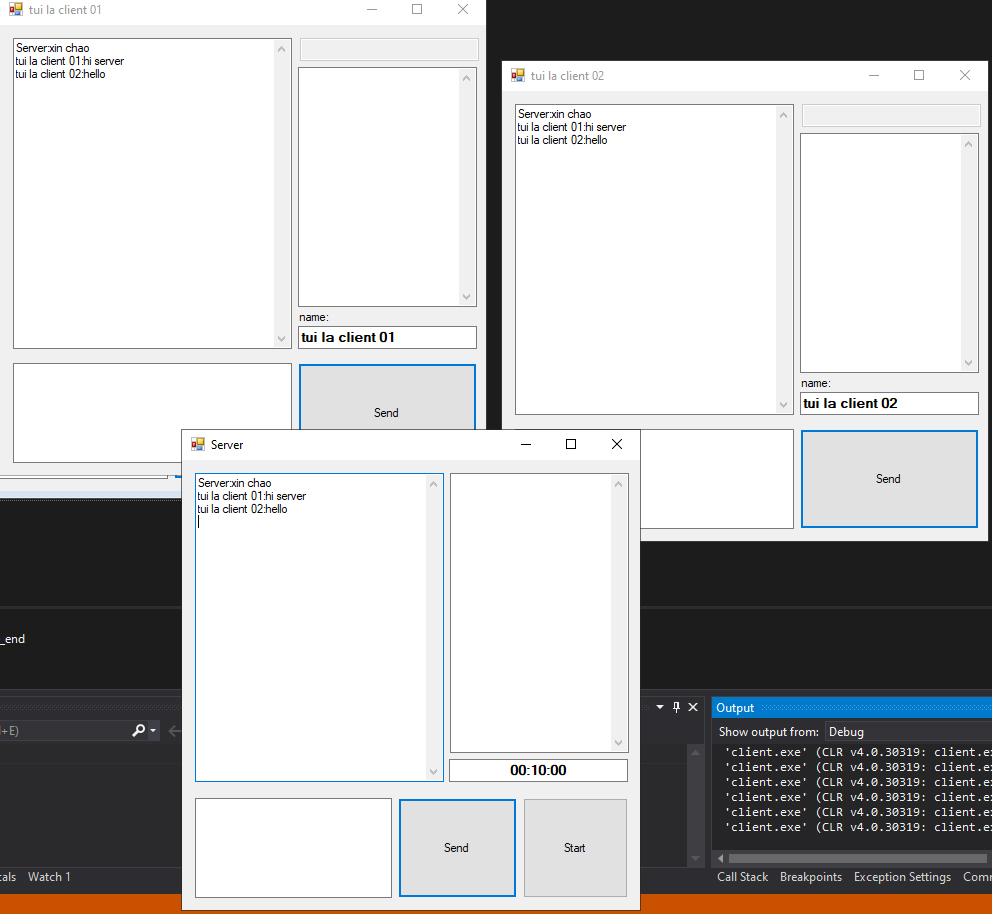 tui la client 01
Server:xin chao
tui la client 01:hi server
tui la client 02:hello
name:
tui la client 01
Send
tui la client 02
Server:xin chao
tui la client 01:hi server
tui la client 02:hello
name:
tui la client 02
Send
Server
Server:xin chao
tui la client 01:hi server
tui la client 02:hello
00:10:00
Send
Start
_end
+E)
Output
Show output from: Debug
'client.exe' (CLR v4.0.30319: client.ex
'client.exe' (CLR v4.0.30319: client.ex
'client.exe' (CLR v4.0.30319: client.ex
'client.exe' (CLR v4.0.30319: client.ex
'client.exe' (CLR v4.0.30319: client.ex
'client.exe' (CLR v4.0.30319: client.ex
cals Watch 1
Call Stack Breakpoints Exception Settings Comm